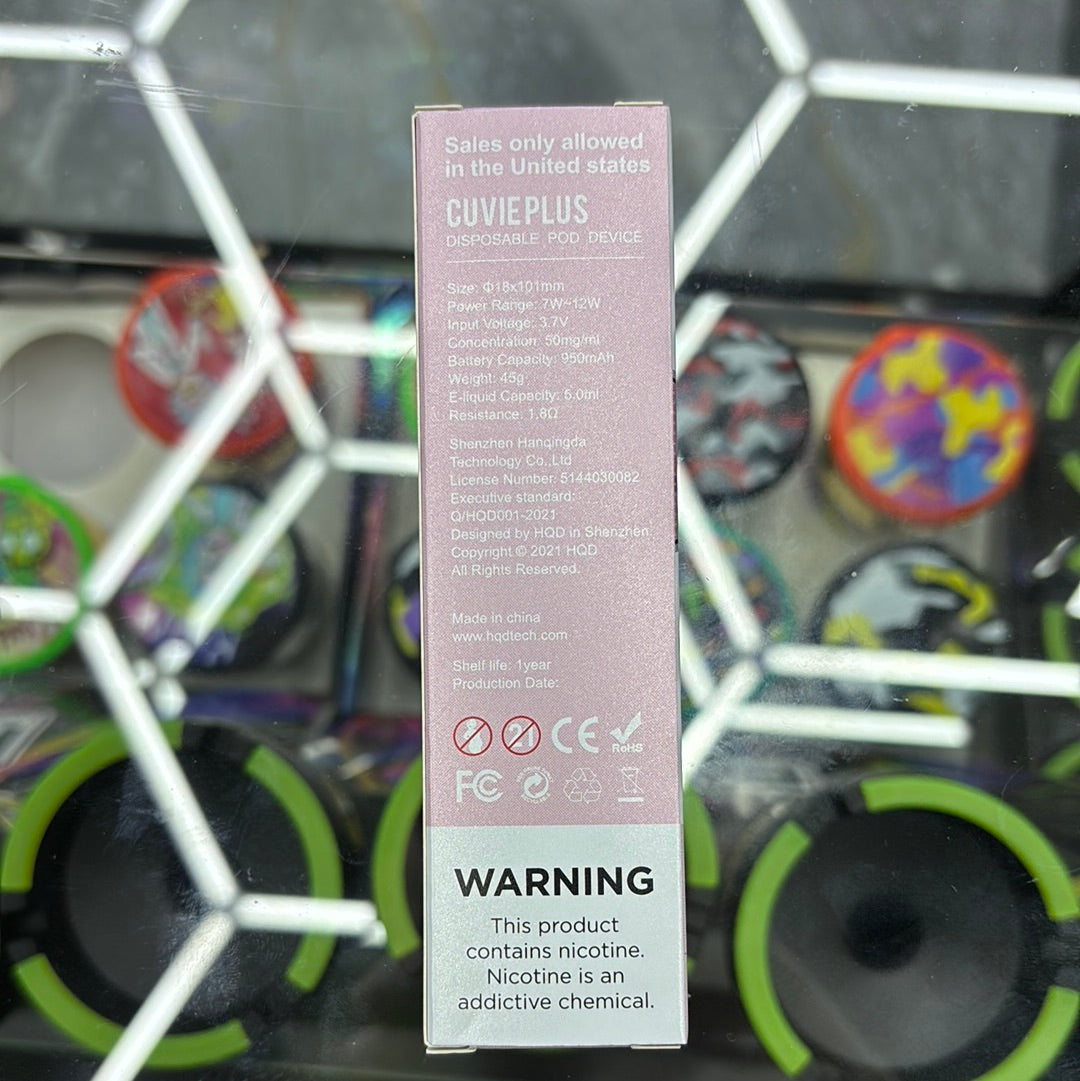 Sales only allowed
in the United states
CUVIE PLUS
DISPOSABLE POD DEVICE
Size: Φ18x101mm
Power Range: 7W~12W
Input Voltage: 3.7V
Concentration: 50mg/ml
Battery Capacity: 950mAh
Weight: 45g
E-liquid Capacity: 5.0ml
Resistance: 1.8Ω
Shenzhen Hanqingda
Technology Co.,Ltd
License Number: 5144030082
Executive standard:
Q/HQD001-2021
Designed by HQD in Shenzhen.
Copyright © 2021 HQD
All Rights Reserved.
Made in china
www.hqdtech.com
Shelf life: 1year
Production Date:
21 CE RoHS
FC
WARNING
This product
contains nicotine.
Nicotine is an
addictive chemical.